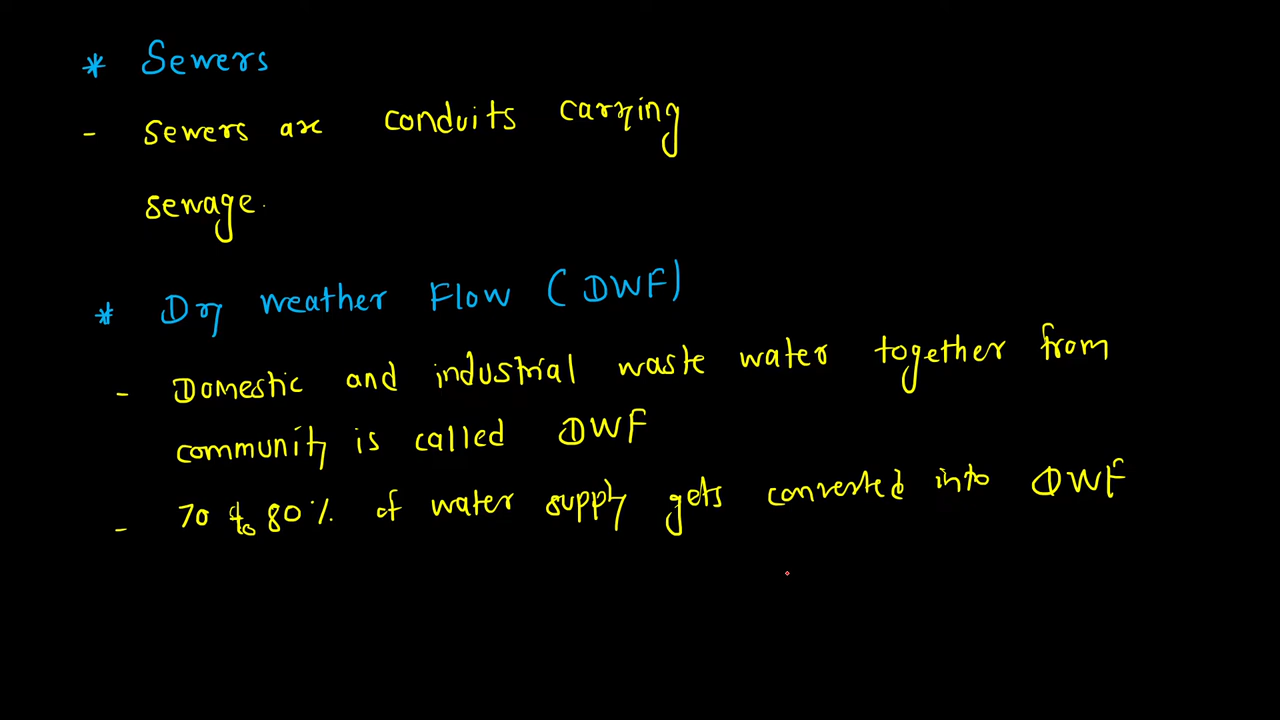 * Sewers
- Sewers are conduits carrying
sewage.
* Dry Weather Flow (DWF)
- Domestic and industrial waste water together from
community is called DWF
- 70 to 80% of water supply gets converted into DWF